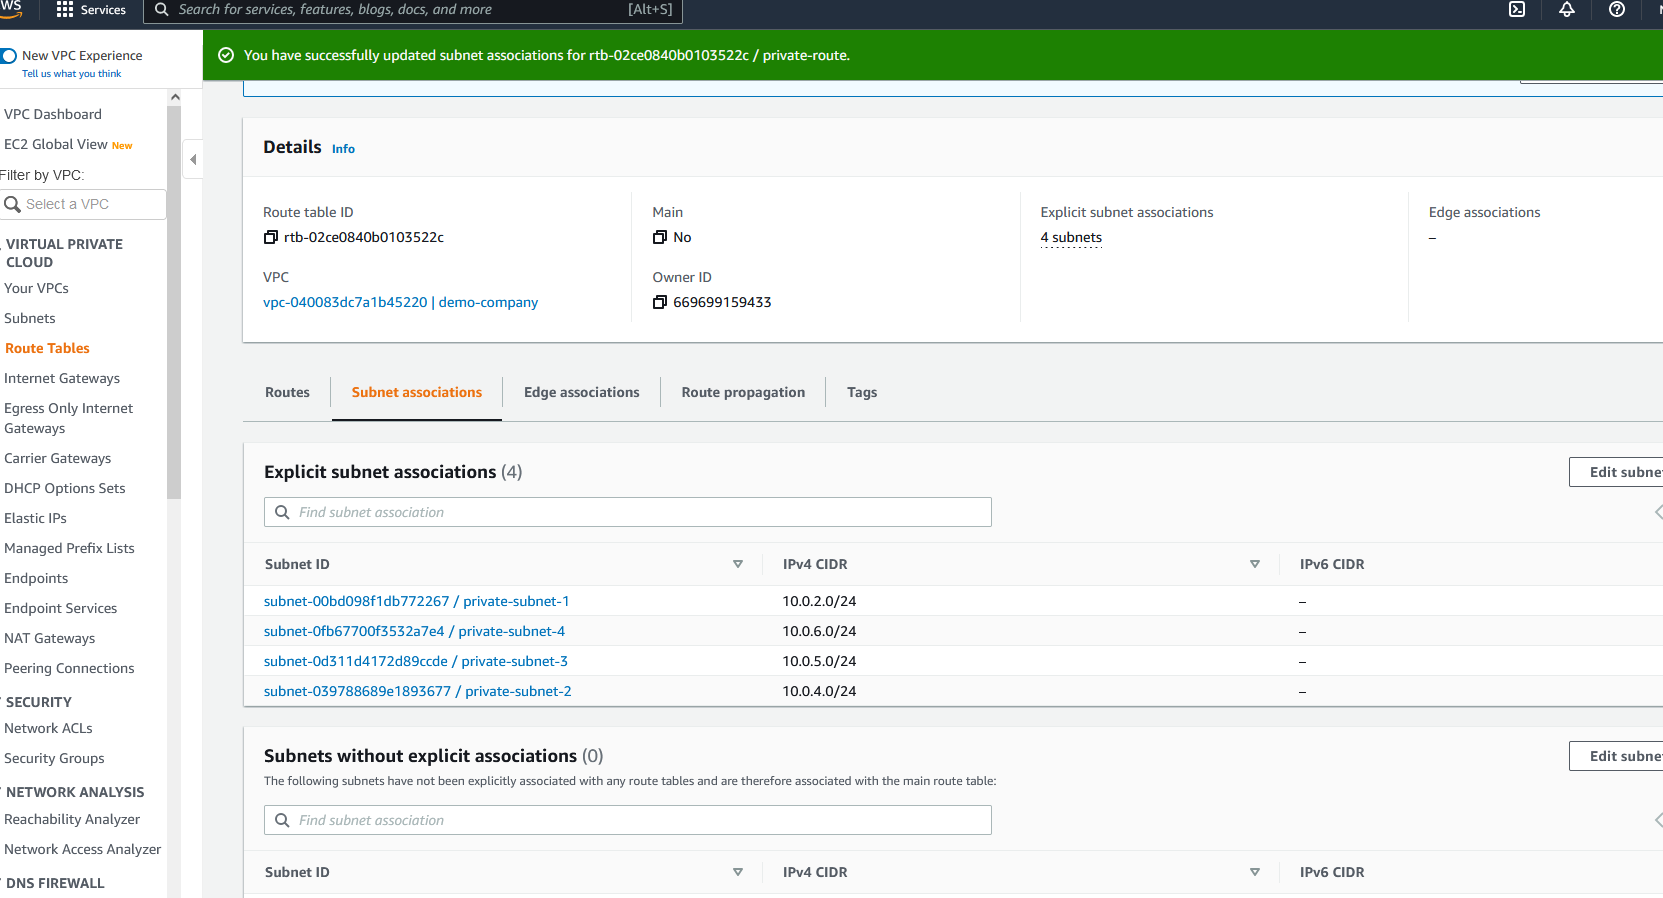 Services
Search for services, features, blogs, docs, and more [Alt+S]
New VPC Experience
Tell us what you think
You have successfully updated subnet associations for rtb-02ce0840b0103522c / private-route.
VPC Dashboard
EC2 Global View New
Filter by VPC:
Select a VPC
VIRTUAL PRIVATE
CLOUD
Your VPCs
Subnets
Route Tables
Internet Gateways
Egress Only Internet
Gateways
Carrier Gateways
DHCP Options Sets
Elastic IPs
Managed Prefix Lists
Endpoints
Endpoint Services
NAT Gateways
Peering Connections
SECURITY
Network ACLs
Security Groups
NETWORK ANALYSIS
Reachability Analyzer
Network Access Analyzer
DNS FIREWALL
Details Info
Route table ID
rtb-02ce0840b0103522c
VPC
vpc-040083dc7a1b45220 | demo-company
Main
No
Owner ID
669699159433
Explicit subnet associations
4 subnets
Edge associations
–
Routes Subnet associations Edge associations Route propagation Tags
Explicit subnet associations (4)
Edit subne
Find subnet association
Subnet ID IPv4 CIDR IPv6 CIDR
subnet-00bd098f1db772267 / private-subnet-1 10.0.2.0/24 –
subnet-0fb67700f3532a7e4 / private-subnet-4 10.0.6.0/24 –
subnet-0d311d4172d89ccde / private-subnet-3 10.0.5.0/24 –
subnet-039788689e1893677 / private-subnet-2 10.0.4.0/24 –
Subnets without explicit associations (0)
Edit subne
The following subnets have not been explicitly associated with any route tables and are therefore associated with the main route table:
Find subnet association
Subnet ID IPv4 CIDR IPv6 CIDR